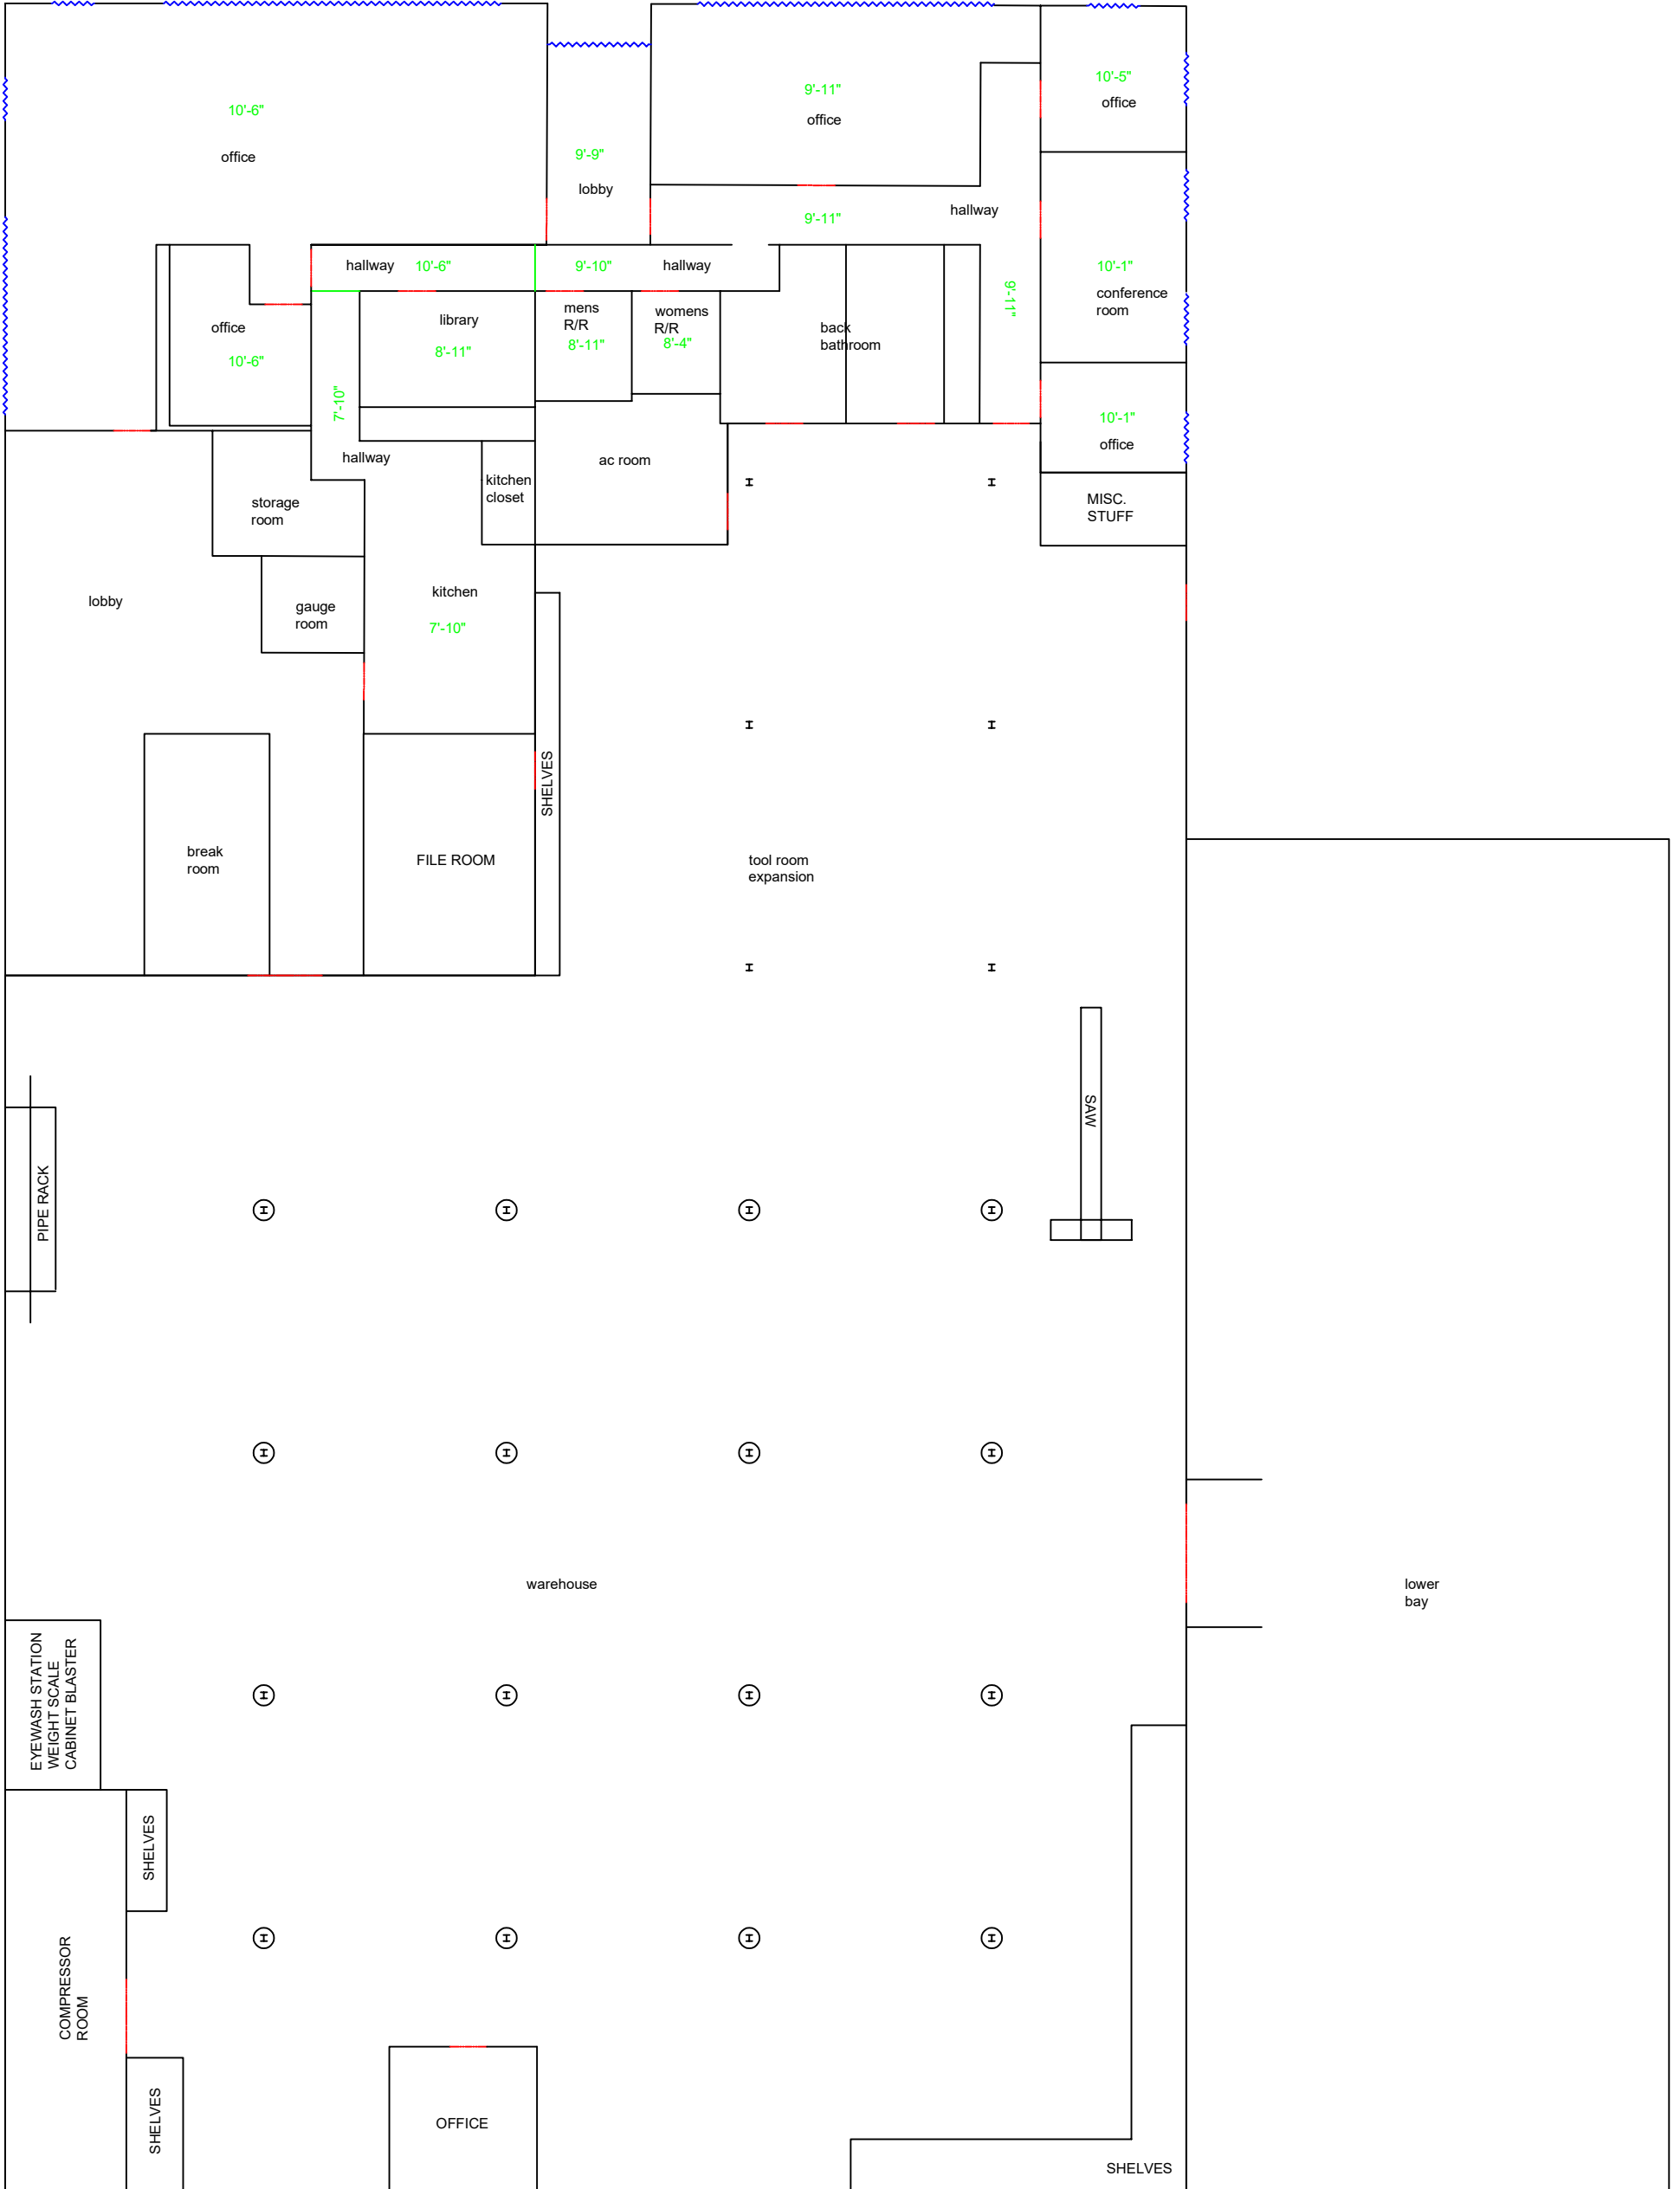 10'-5"
office
9'-11"
office
10'-6"
office
9'-9"
lobby
hallway
9'-11"
hallway
10'-6"
9'-10"
hallway
10'-1"
conference
room
9'-11"
mens
R/R
8'-11"
womens
R/R
8'-4"
library
8'-11"
office
10'-6"
back
bathroom
7'-10"
10'-1"
office
hallway
ac room
kitchen
closet
storage
room
MISC.
STUFF
kitchen
7'-10"
lobby
gauge
room
SHELVES
break
room
FILE ROOM
tool room
expansion
SAW
PIPE RACK
warehouse
lower
bay
EYEWASH STATION
WEIGHT SCALE
CABINET BLASTER
SHELVES
COMPRESSOR
ROOM
SHELVES
OFFICE
SHELVES